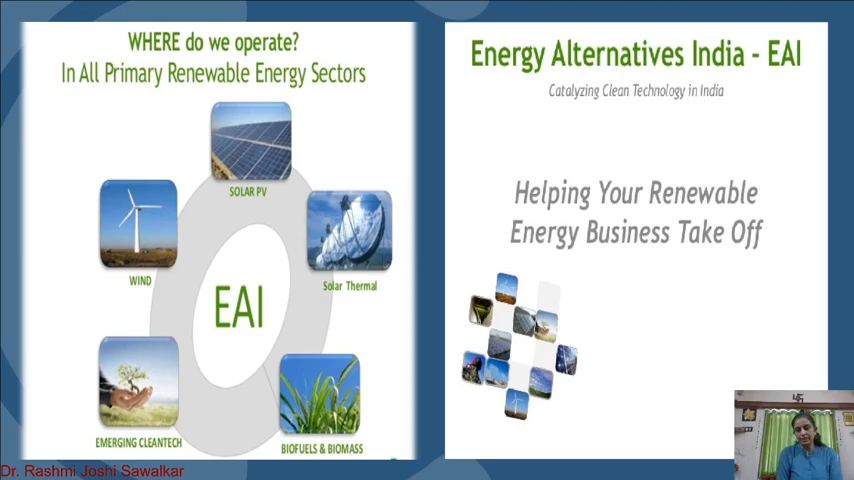 WHERE do we operate?
In All Primary Renewable Energy Sectors
SOLAR PV
WIND
Solar Thermal
EAI
EMERGING CLEANTECH
BIOFUELS & BIOMASS
Energy Alternatives India - EAI
Catalyzing Clean Technology in India
Helping Your Renewable
Energy Business Take Off
Dr. Rashmi Joshi Sawalkar